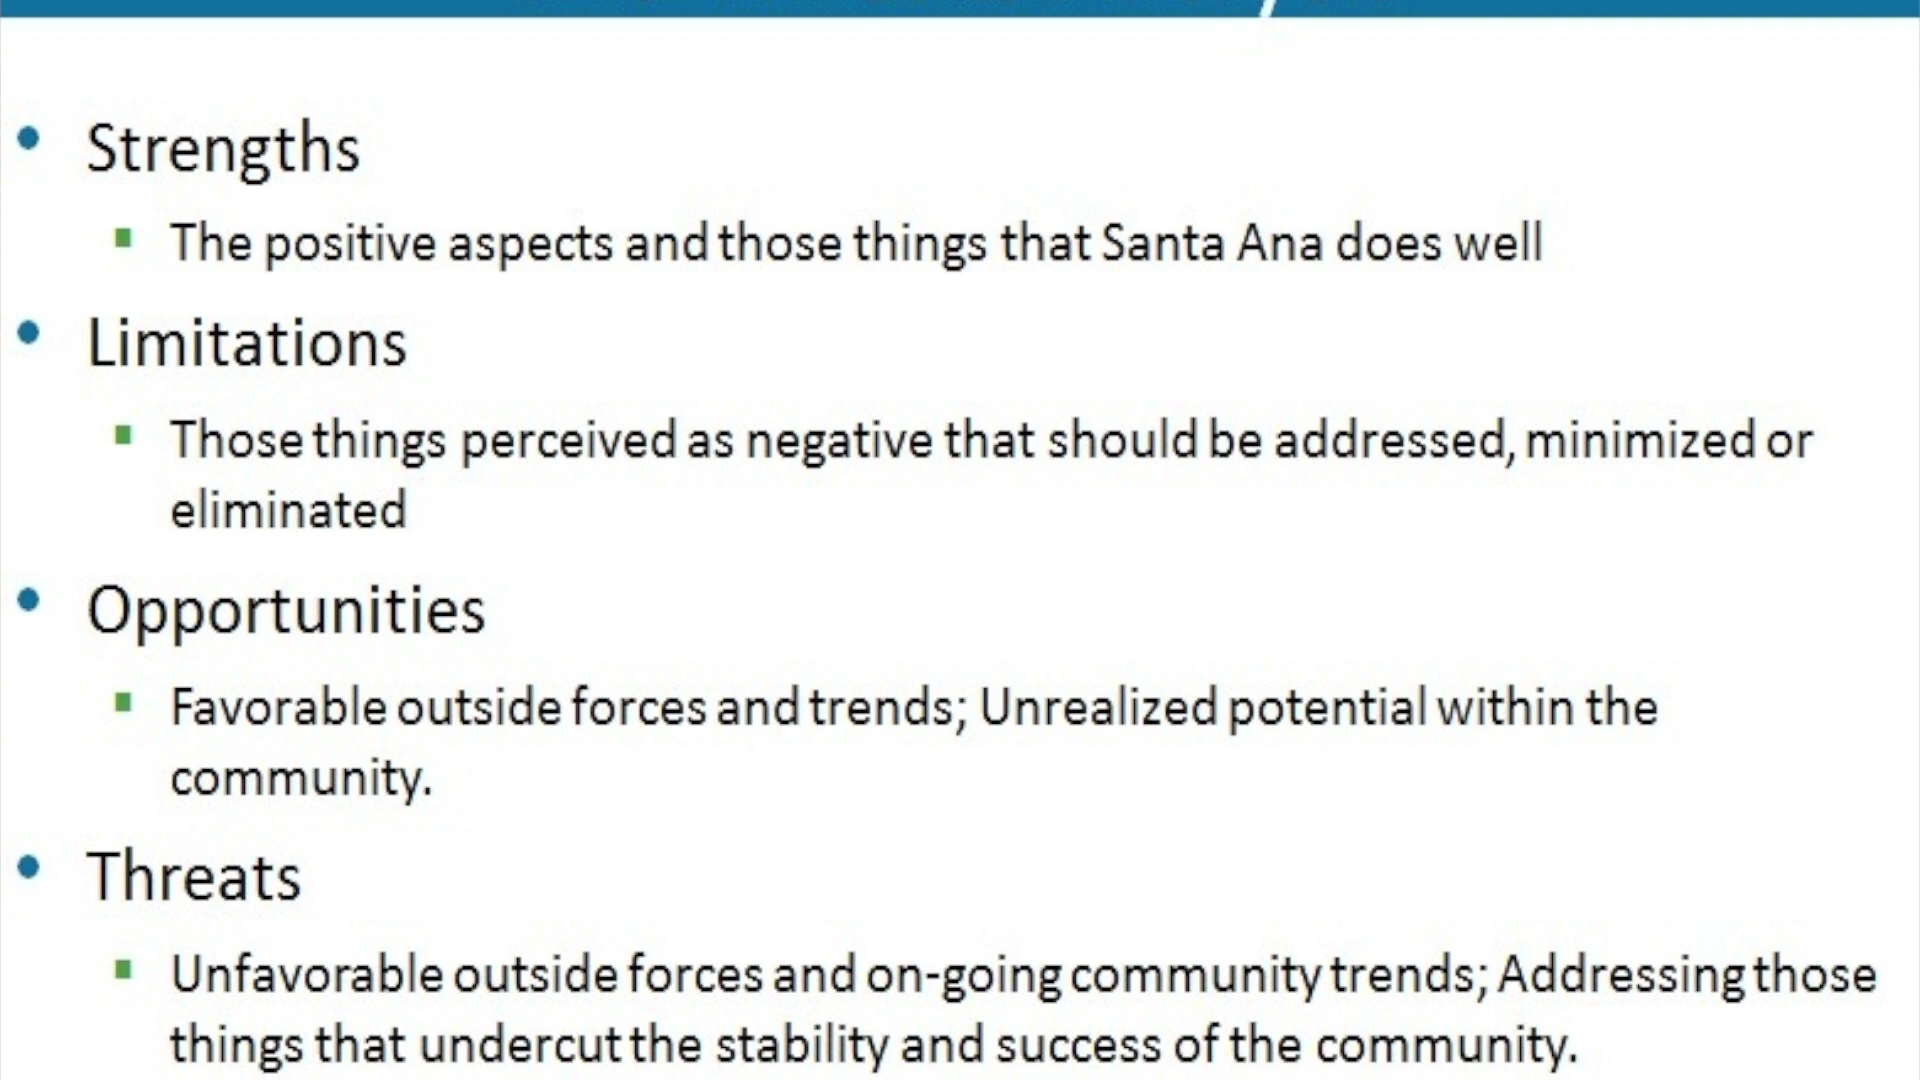 Strengths
The positive aspects and those things that Santa Ana does well
Limitations
Those things perceived as negative that should be addressed, minimized or
eliminated
Opportunities
Favorable outside forces and trends; Unrealized potential within the
community.
Threats
Unfavorable outside forces and on-going community trends; Addressing those
things that undercut the stability and success of the community.